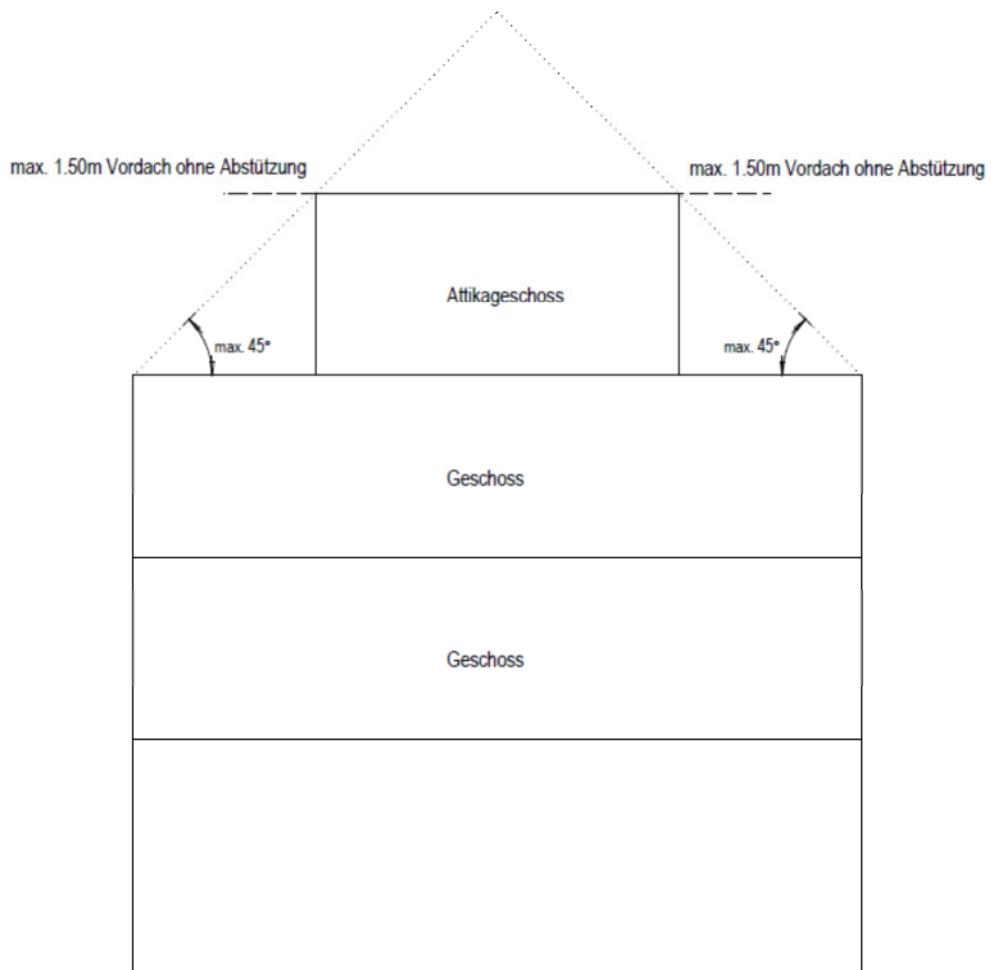 max. 1.50m Vordach ohne Abstützung
max. 1.50m Vordach ohne Abstützung
Attikageschoss
max. 45°
max. 45°
Geschoss
Geschoss